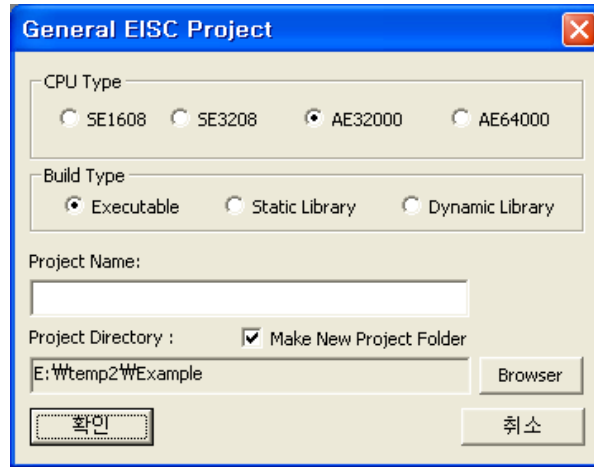 General EISC Project
CPU Type
SE1608 SE3208 AE32000 AE64000
Build Type
Executable Static Library Dynamic Library
Project Name:
Project Directory : Make New Project Folder
E:₩temp2₩Example Browser
확인 취소